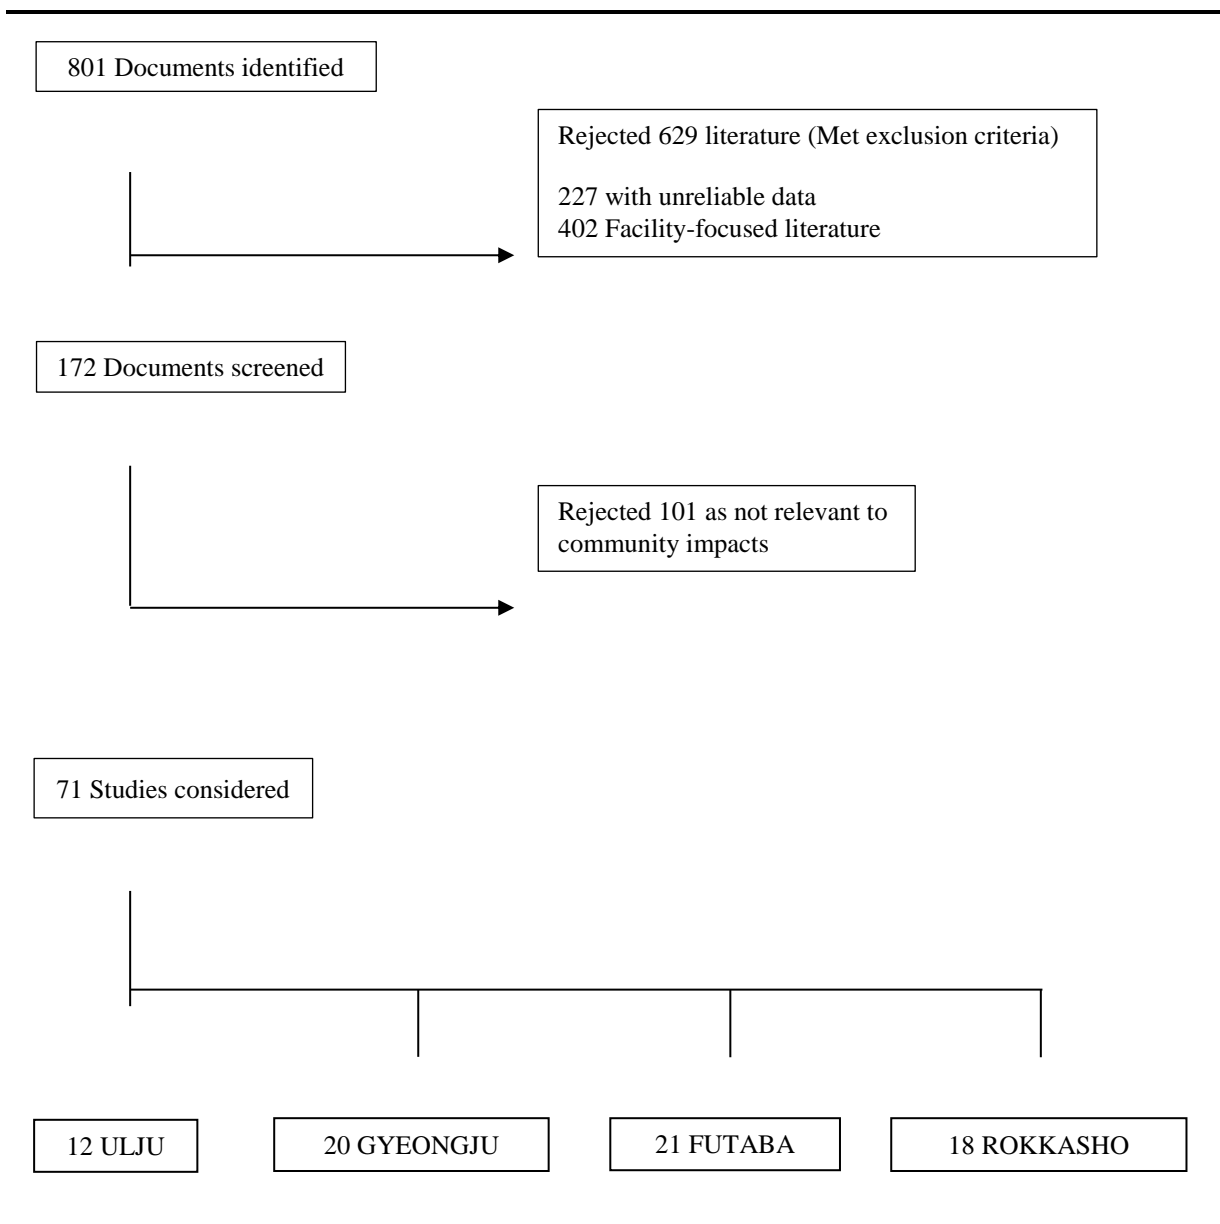 801 Documents identified
Rejected 629 literature (Met exclusion criteria)
227 with unreliable data
402 Facility-focused literature
172 Documents screened
Rejected 101 as not relevant to
community impacts
71 Studies considered
12 ULJU
20 GYEONGJU
21 FUTABA
18 ROKKASHO